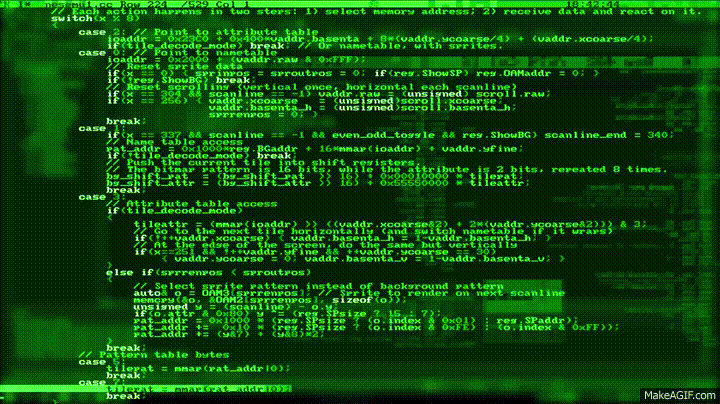 nesemu1.cc Row 224 /529 Col 1 18:42:44
// Each action happens in two steps: 1) select memory address; 2) receive data and react on it.
switch(x % 8)
case 2: // Point to attribute table
ioaddr = 0x23C0 + 0x400*vaddr.basenta + 8*(vaddr.ycoarse/4) + (vaddr.xcoarse/4);
if(tile_decode_mode) break; // Or nametable, with sprites.
case 0: // Point to nametable
ioaddr = 0x2000 + (vaddr.raw & 0xFFF);
// Reset sprite data
if(x == 0) { sprinpos = sproutpos = 0; if(reg.ShowSP) reg.OAMaddr = 0; }
if(!reg.ShowBG) break;
// Reset scrolling (vertical once, horizontal each scanline)
if(x == 304 && scanline == -1) vaddr.raw = (unsigned) scroll.raw;
if(x == 256) { vaddr.xcoarse = (unsigned)scroll.xcoarse;
vaddr.basenta_h = (unsigned)scroll.basenta_h;
sprrenpos = 0; }
break;
case 1:
if(x == 337 && scanline == -1 && even_odd_toggle && reg.ShowBG) scanline_end = 340;
// Name table access
pat_addr = 0x1000*reg.BGaddr + 16*mmap(ioaddr) + vaddr.yfine;
if(!tile_decode_mode) break;
// Push the current tile into shift registers.
// The bitmap pattern is 16 bits, while the attribute is 2 bits, repeated 8 times.
bg_shift_pat = (bg_shift_pat >> 16) + 0x00010000 * tilepat;
bg_shift_attr = (bg_shift_attr >> 16) + 0x55550000 * tileattr;
break;
case 3:
// Attribute table access
if(tile_decode_mode)
tileattr = (mmap(ioaddr) >> ((vaddr.xcoarse&2) + 2*(vaddr.ycoarse&2))) & 3;
// Go to the next tile horizontally (and switch nametable if it wraps)
if(!++vaddr.xcoarse) { vaddr.basenta_h = 1-vaddr.basenta_h; }
// At the edge of the screen, do the same but vertically
if(x==251 && !++vaddr.yfine && ++vaddr.ycoarse == 30)
{ vaddr.ycoarse = 0; vaddr.basenta_v = 1-vaddr.basenta_v; }
else if(sprrenpos < sproutpos)
// Select sprite pattern instead of background pattern
auto& o = OAM3[sprrenpos]; // Sprite to render on next scanline
memcpy(&o, &OAM2[sprrenpos], sizeof(o));
unsigned y = (scanline) - o.y;
if(o.attr & 0x80) y ^= (reg.SPsize ? 15 : 7);
pat_addr = 0x1000 * (reg.SPsize ? (o.index & 0x01) : reg.SPaddr);
pat_addr += 0x10 * (reg.SPsize ? (o.index & 0xFE) : (o.index & 0xFF));
pat_addr += (y&7) + (y&8)*2;
break;
// Pattern table bytes
case 5:
tilepat = mmap(pat_addr|0);
break;
case 7:
tilepat = mmap(pat_addr|0);
break;
MakeAGIF.com